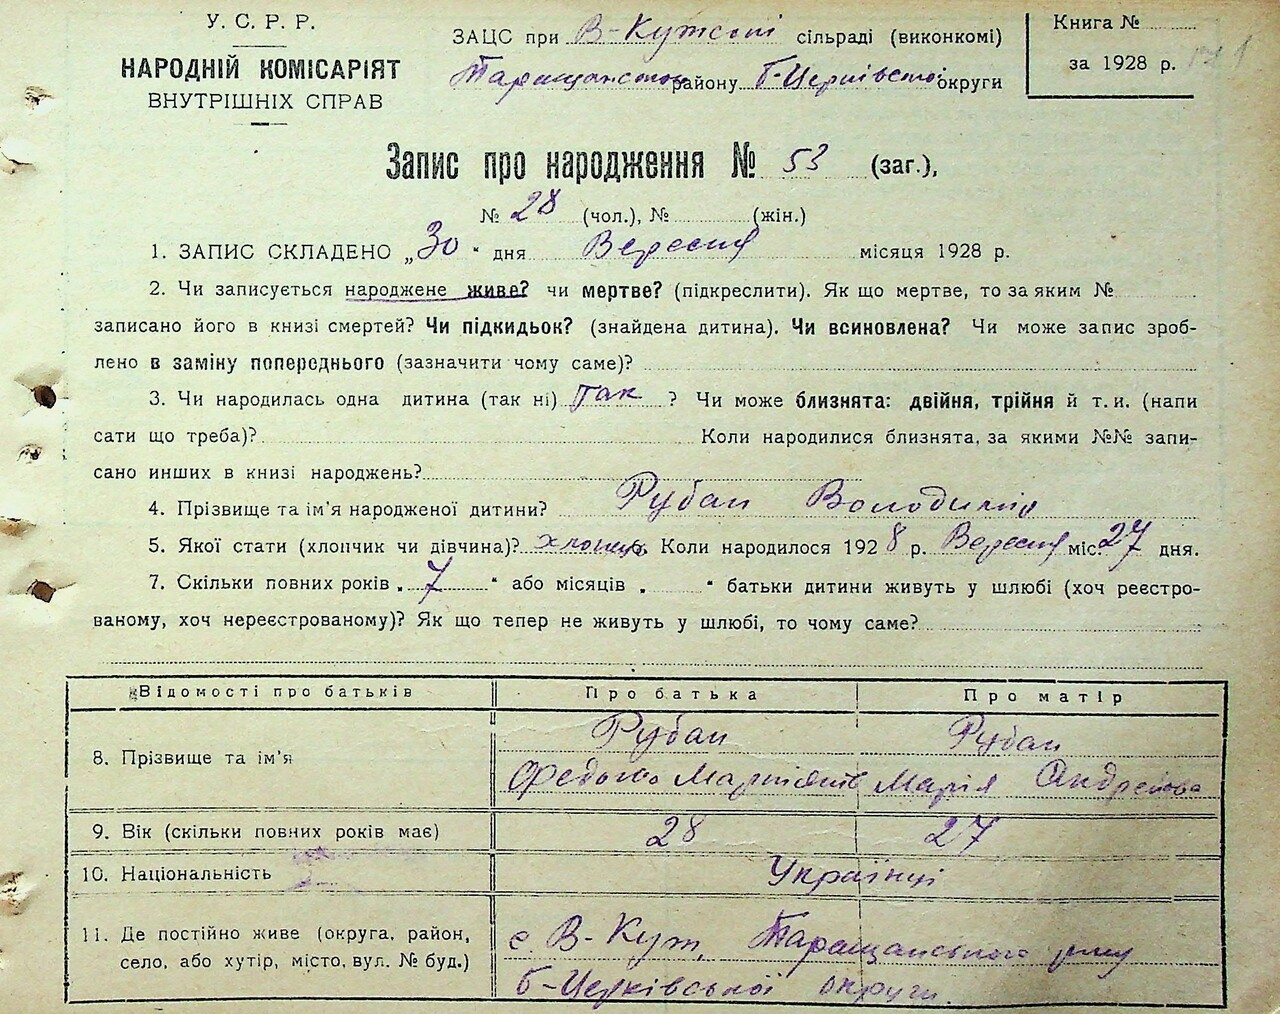 У. С. Р. Р.
НАРОДНІЙ КОМІСАРІЯТ
ВНУТРІШНІХ СПРАВ
ЗАЦС при В-Кутській сільраді (виконкомі)
Таращанського району Б-Церківської округи
Книга №
за 1928 р.
Запис про народження № 53 (заг.),
№ 28 (чол.), № (жін.)
1. ЗАПИС СКЛАДЕНО „30" дня Вересня місяця 1928 р.
2. Чи записується народжене живе? чи мертве? (підкреслити). Як що мертве, то за яким №
записано його в книзі смертей? Чи підкидьок? (знайдена дитина). Чи всиновлена? Чи може запис зроб-
лено в заміну попереднього (зазначити чому саме)?
3. Чи народилась одна дитина (так ні) так ? Чи може близнята: двійня, трійня й т. и. (напи
сати що треба)? Коли народилися близнята, за якими №№ запи-
сано инших в книзі народжень?
4. Прізвище та ім'я народженої дитини? Рубан Володимір
5. Якої стати (хлопчик чи дівчина)? хлопець Коли народилося 1928 р. Вересня міс. 27 дня.
7. Скільки повних років „7" або місяців „ " батьки дитини живуть у шлюбі (хоч реєстро-
ваному, хоч нереєстрованому)? Як що тепер не живуть у шлюбі, то чому саме?
Відомості про батьків Про батька Про матір
8. Прізвище та ім'я Рубан Рубан
Марія Андреївна
9. Вік (скільки повних років має) 28 27
10. Національність Українці
11. Де постійно живе (округа, район, с. В-Кут, Таращанського р-ну
село, або хутір, місто, вул. № буд.) Б-Церківської округи.